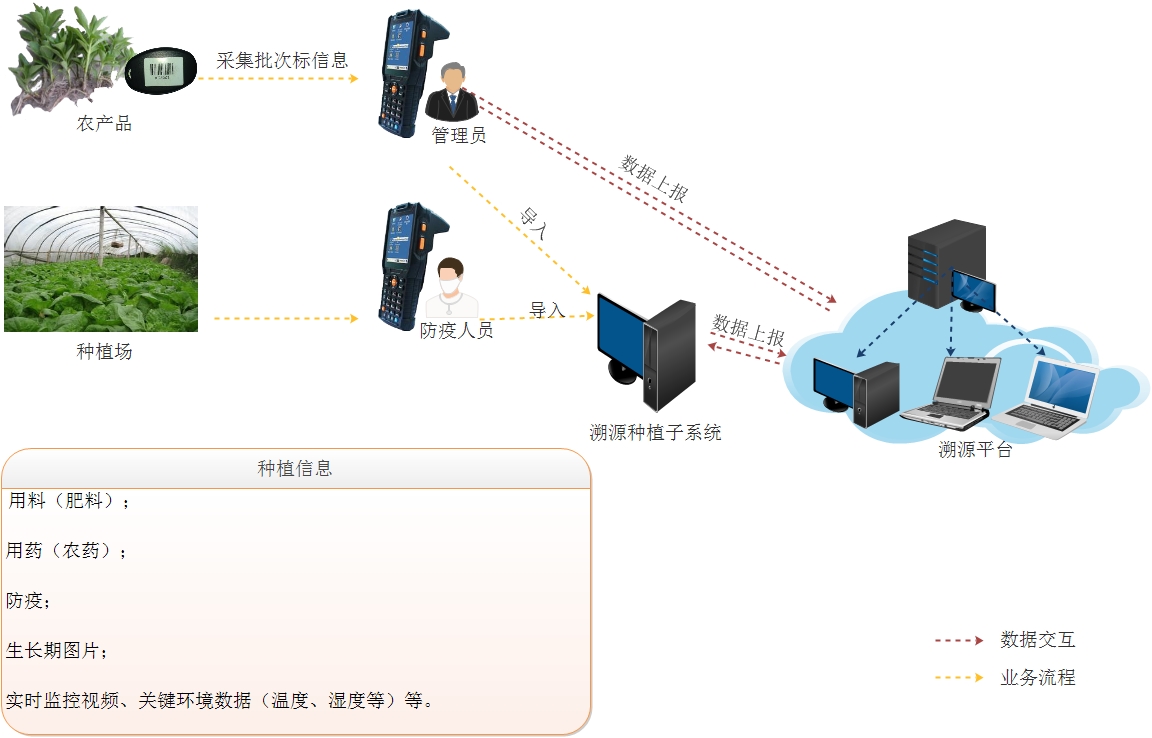 采集批次标信息
农产品
管理员
数据上报
导入
种植场
防疫人员
导入
数据上报
溯源种植子系统
溯源平台
种植信息
用料（肥料）；
用药（农药）；
防疫；
生长期图片；
实时监控视频、关键环境数据（温度、湿度等）等。
数据交互
业务流程